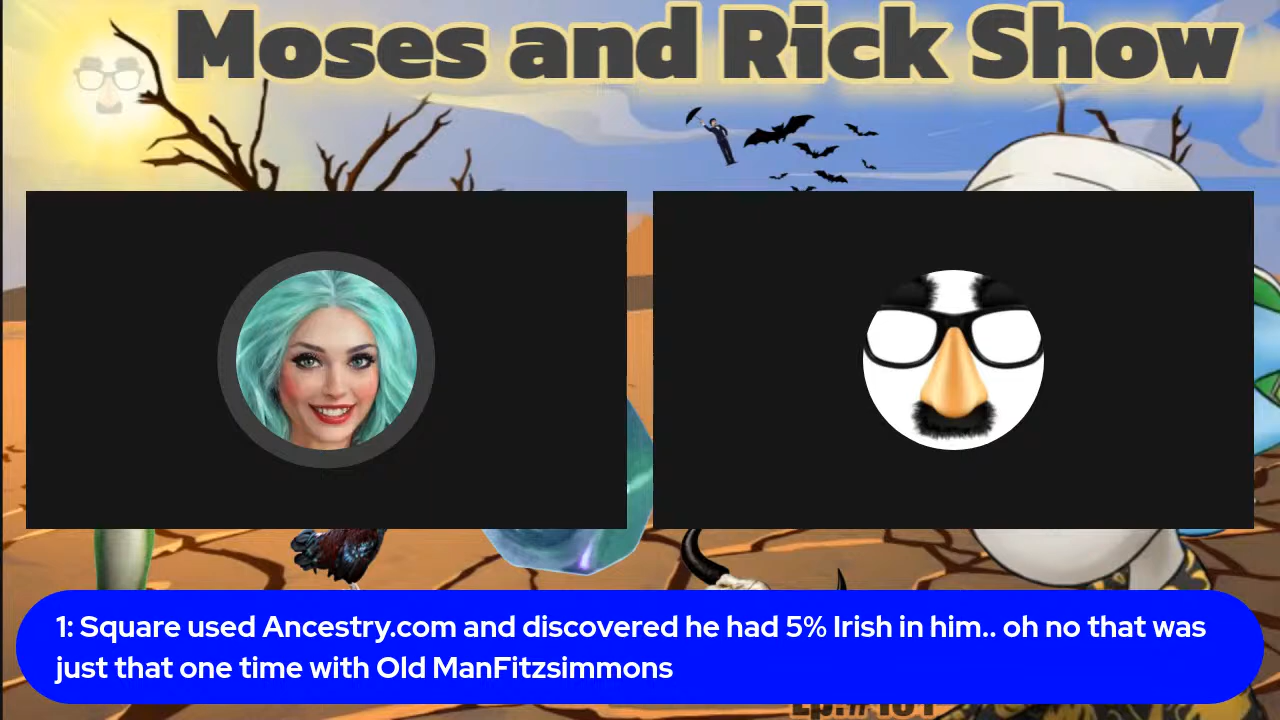 Moses and Rick Show
1: Square used Ancestry.com and discovered he had 5% Irish in him.. oh no that was
just that one time with Old ManFitzsimmons